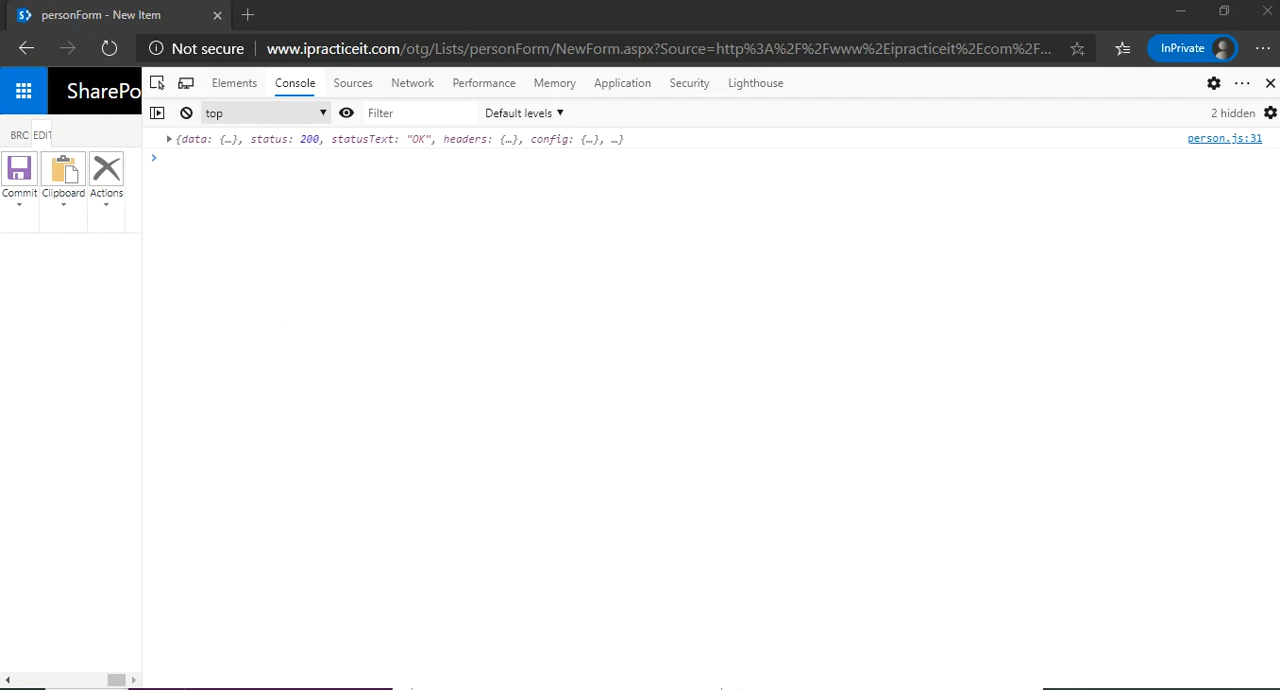 personForm - New Item
Not secure www.ipracticeit.com/otg/Lists/personForm/NewForm.aspx?Source=http%3A%2F%2Fwww%2Eipracticeit%2Ecom%2F... InPrivate
SharePo
Elements Console Sources Network Performance Memory Application Security Lighthouse
top Filter Default levels 2 hidden
{data: {…}, status: 200, statusText: "OK", headers: {…}, config: {…}, …} person.js:31
BRC EDIT
Commit Clipboard Actions